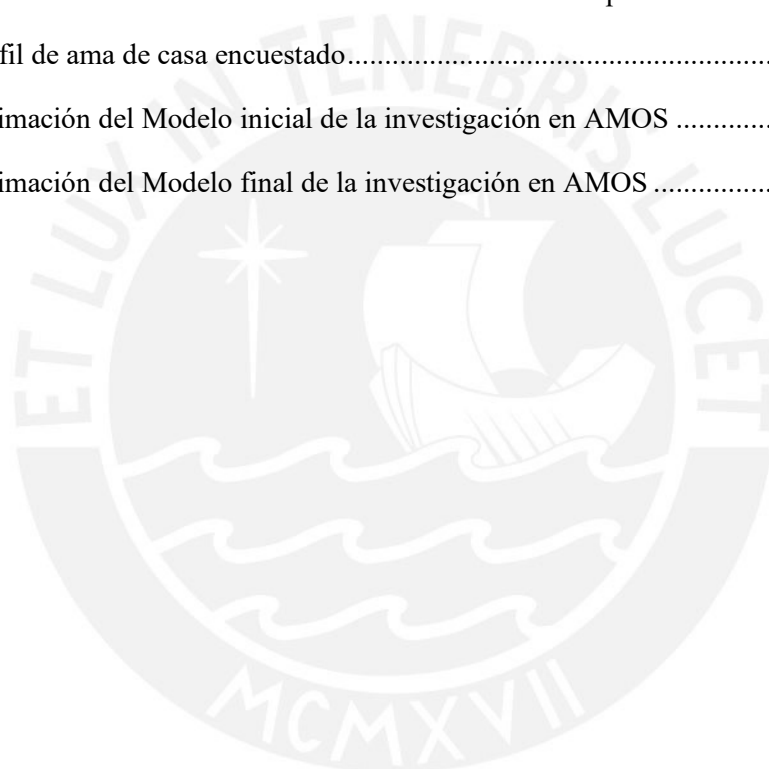 fil de ama de casa encuestado..........................................................
imación del Modelo inicial de la investigación en AMOS .............
imación del Modelo final de la investigación en AMOS ................
ET LUX IN TENEBRIS LUCET
MCMXVII